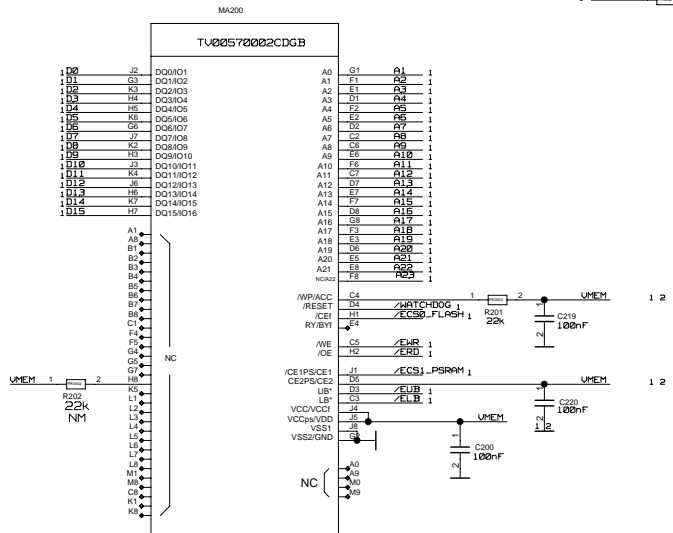 MA200
TV00570002CDGB
1 D0 J2 DQ0/IO1 A0 G1 A1 1
1 D1 G3 DQ1/IO2 A1 F1 A2 1
1 D2 K3 DQ2/IO3 A2 E1 A3 1
1 D3 H4 DQ3/IO4 A3 D1 A4 1
1 D4 H5 DQ4/IO5 A4 F2 A5 1
1 D5 K6 DQ5/IO6 A5 E2 A6 1
1 D6 G6 DQ6/IO7 A6 D2 A7 1
1 D7 J7 DQ7/IO8 A7 C2 A8 1
1 D8 K2 DQ8/IO9 A8 C6 A9 1
1 D9 H3 DQ9/IO10 A9 E6 A10 1
1 D10 J3 DQ10/IO11 A10 F6 A11 1
1 D11 K4 DQ11/IO12 A11 C7 A12 1
1 D12 J6 DQ12/IO13 A12 D7 A13 1
1 D13 H6 DQ13/IO14 A13 E7 A14 1
1 D14 K7 DQ14/IO15 A14 F7 A15 1
1 D15 H7 DQ15/IO16 A15 D8 A16 1
A16 G8 A17 1
A1 A17 F3 A18 1
A8 A18 E3 A19 1
B1 A19 D6 A20 1
B2 A20 E5 A21 1
B3 A21 E8 A22 1
B4 NC/A22 F8 A23 1
B5
B6 /WP/ACC C4 1 PR0402 2 VMEM 1 2
B7 /RESET D4 /WATCHDOG 1 R201 1 C219
B8 /CEf H1 /ECS0_FLASH 1 22k 100nF
C1 RY/BYf E4 2
F4
F5 /WE C5 /EWR 1
G4 /OE H2 /ERD 1
G5 NC
G7 /CE1PS/CE1 J1 /ECS1_PSRAM 1
VMEM 1 PR0402 2 H8 CE2PS/CE2 D5 VMEM 1 2
R202 K5 UB* D3 /EUB 1
22k L1 LB* C3 /ELB 1 1 C220
NM L2 VCC/VCCf J4 100nF
L3 VCCps/VDD J5 VMEM 2
L4 VSS1 J8 1 2
L5 VSS2/GND G2
L6 1 C200
L7 100nF
L8 A0 2
M1 A9
M8 NC M0
C8 M9
K1
K8